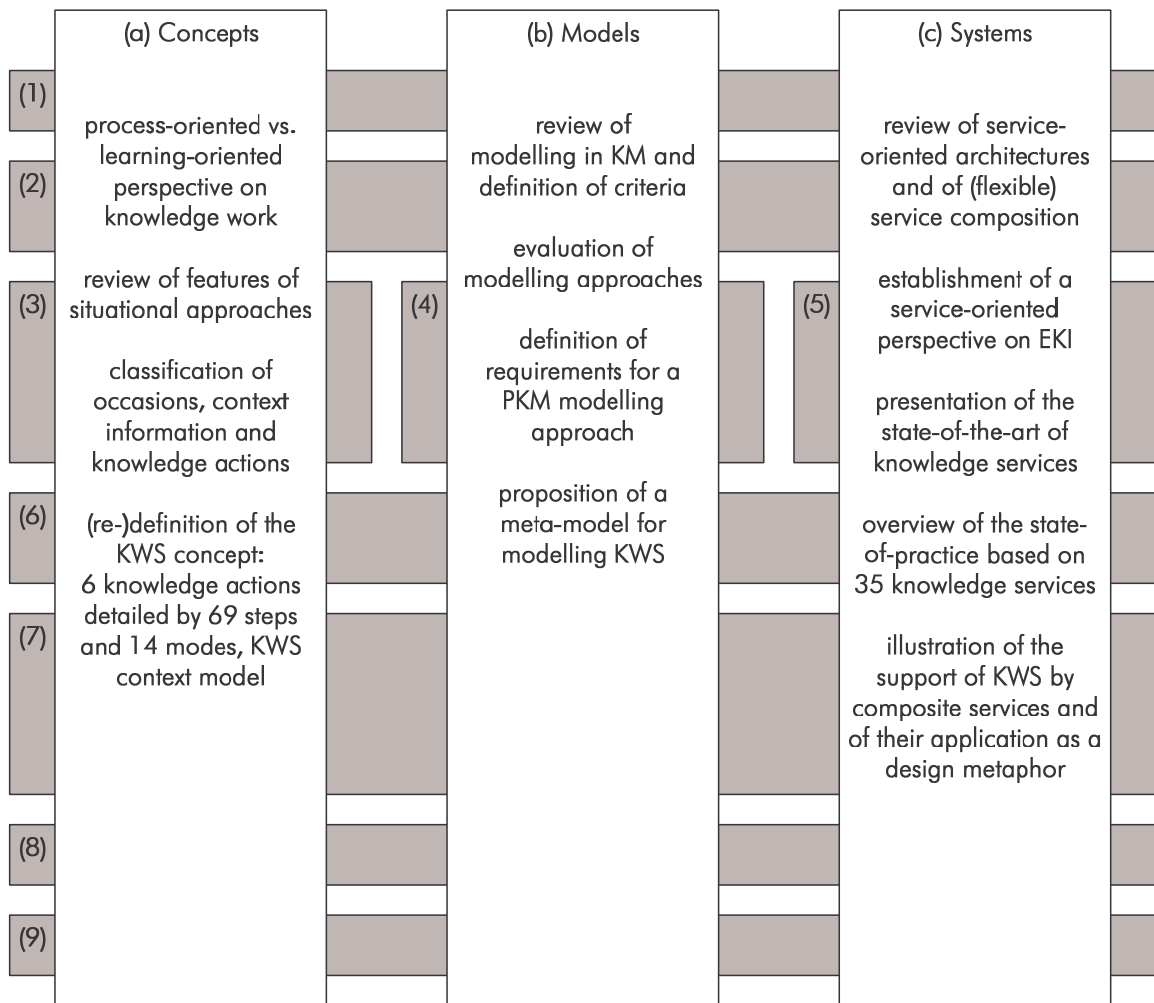 (a) Concepts
process-oriented vs.
learning-oriented
perspective on
knowledge work
review of features of
situational approaches
classification of
occasions, context
information and
knowledge actions
(re-)definition of the
KWS concept:
6 knowledge actions
detailed by 69 steps
and 14 modes, KWS
context model
(b) Models
review of
modelling in KM and
definition of criteria
evaluation of
modelling approaches
definition of
requirements for a
PKM modelling
approach
proposition of a
meta-model for
modelling KWS
(c) Systems
review of service-
oriented architectures
and of (flexible)
service composition
establishment of a
service-oriented
perspective on EKI
presentation of the
state-of-the-art of
knowledge services
overview of the state-
of-practice based on
35 knowledge services
illustration of the
support of KWS by
composite services and
of their application as a
design metaphor
(1)
(2)
(3)
(4)
(5)
(6)
(7)
(8)
(9)